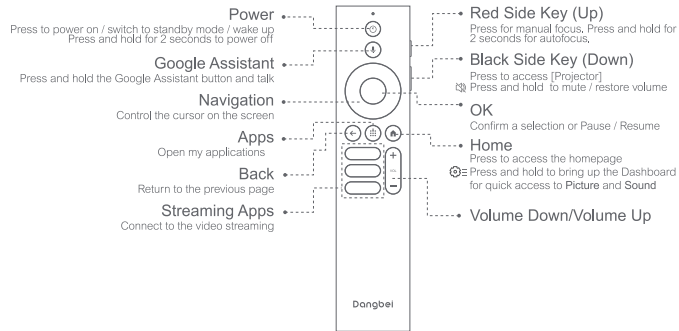 Power
Press to power on / switch to standby mode / wake up
Press and hold for 2 seconds to power off
Google Assistant
Press and hold the Google Assistant button and talk
Navigation
Control the cursor on the screen
Apps
Open my applications
Back
Return to the previous page
Streaming Apps
Connect to the video streaming
Red Side Key (Up)
Press for manual focus. Press and hold for
2 seconds for autofocus.
Black Side Key (Down)
Press to access [Projector]
Press and hold to mute / restore volume
OK
Confirm a selection or Pause / Resume
Home
Press to access the homepage
Press and hold to bring up the Dashboard
for quick access to Picture and Sound
Volume Down/Volume Up
+
−
Dangbei